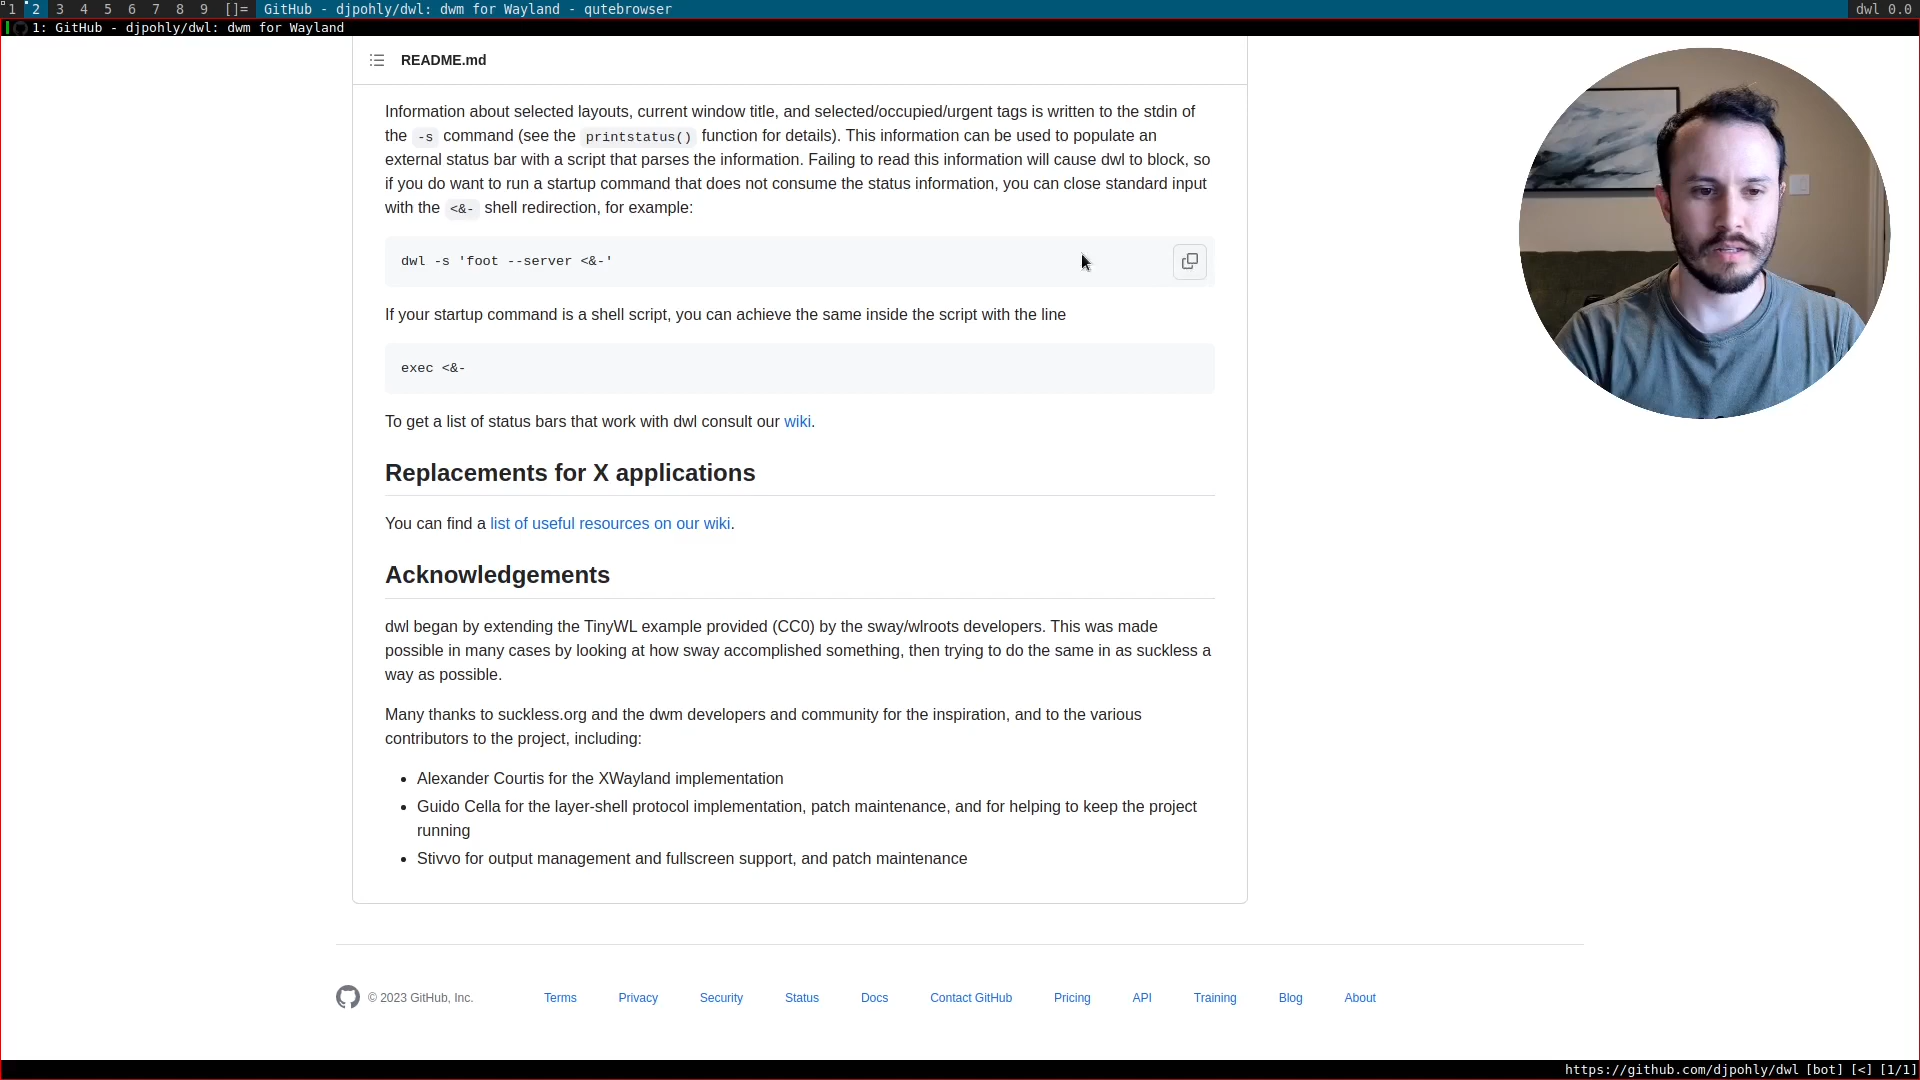 1 2 3 4 5 6 7 8 9 []= GitHub - djpohly/dwl: dwm for Wayland - qutebrowser dwl 0.0
1: GitHub - djpohly/dwl: dwm for Wayland
README.md
Information about selected layouts, current window title, and selected/occupied/urgent tags is written to the stdin of
the -s command (see the printstatus() function for details). This information can be used to populate an
external status bar with a script that parses the information. Failing to read this information will cause dwl to block, so
if you do want to run a startup command that does not consume the status information, you can close standard input
with the <&- shell redirection, for example:
dwl -s 'foot --server <&-'
If your startup command is a shell script, you can achieve the same inside the script with the line
exec <&-
To get a list of status bars that work with dwl consult our wiki.
Replacements for X applications
You can find a list of useful resources on our wiki.
Acknowledgements
dwl began by extending the TinyWL example provided (CC0) by the sway/wlroots developers. This was made
possible in many cases by looking at how sway accomplished something, then trying to do the same in as suckless a
way as possible.
Many thanks to suckless.org and the dwm developers and community for the inspiration, and to the various
contributors to the project, including:
• Alexander Courtis for the XWayland implementation
• Guido Cella for the layer-shell protocol implementation, patch maintenance, and for helping to keep the project
running
• Stivvo for output management and fullscreen support, and patch maintenance
© 2023 GitHub, Inc. Terms Privacy Security Status Docs Contact GitHub Pricing API Training Blog About
https://github.com/djpohly/dwl [bot] [<] [1/1]